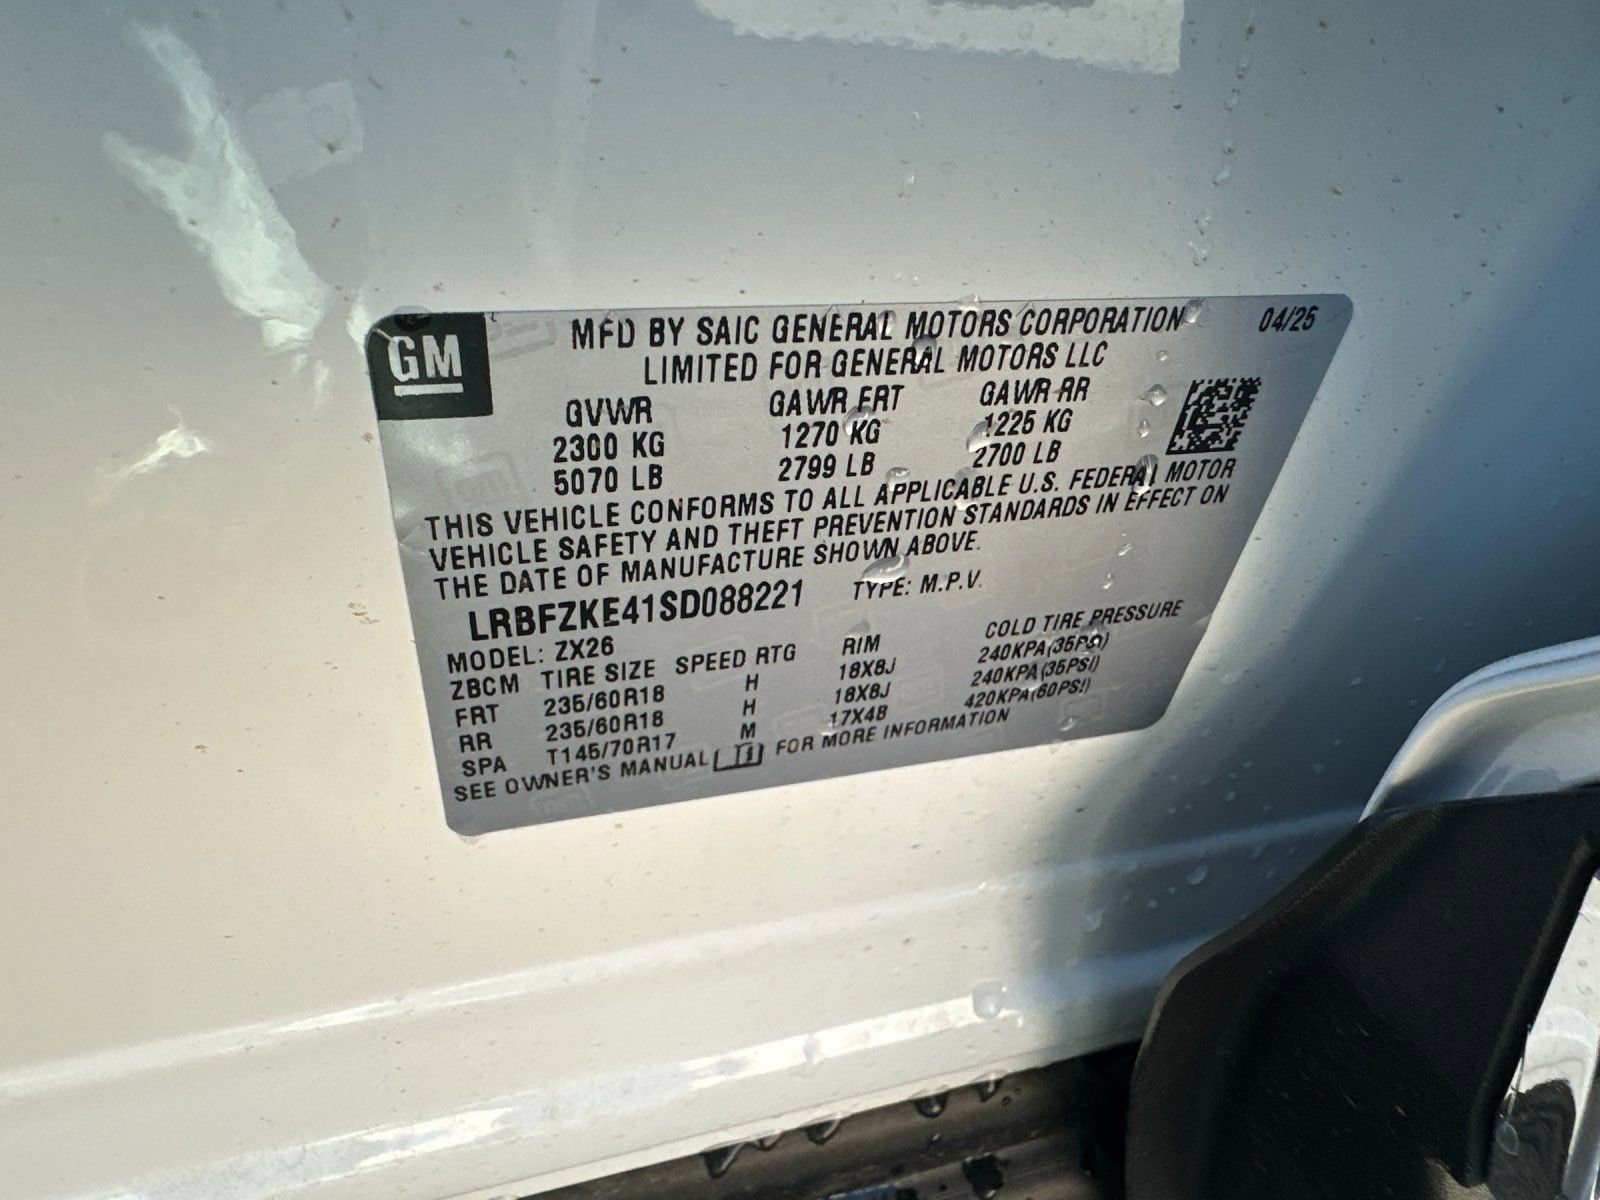 GM
MFD BY SAIC GENERAL MOTORS CORPORATION 04/25
LIMITED FOR GENERAL MOTORS LLC
GVWR GAWR FRT GAWR RR
2300 KG 1270 KG 1225 KG
5070 LB 2799 LB 2700 LB
THIS VEHICLE CONFORMS TO ALL APPLICABLE U.S. FEDERAL MOTOR
VEHICLE SAFETY AND THEFT PREVENTION STANDARDS IN EFFECT ON
THE DATE OF MANUFACTURE SHOWN ABOVE.
LRBFZKE41SD088221 TYPE: M.P.V.
MODEL: ZX26
ZBCM TIRE SIZE SPEED RTG RIM COLD TIRE PRESSURE
FRT 235/60R18 H 18X8J 240KPA(35PSI)
RR 235/60R18 H 18X8J 240KPA(35PSI)
SPA T145/70R17 M 17X4B 420KPA(60PSI)
SEE OWNER'S MANUAL FOR MORE INFORMATION